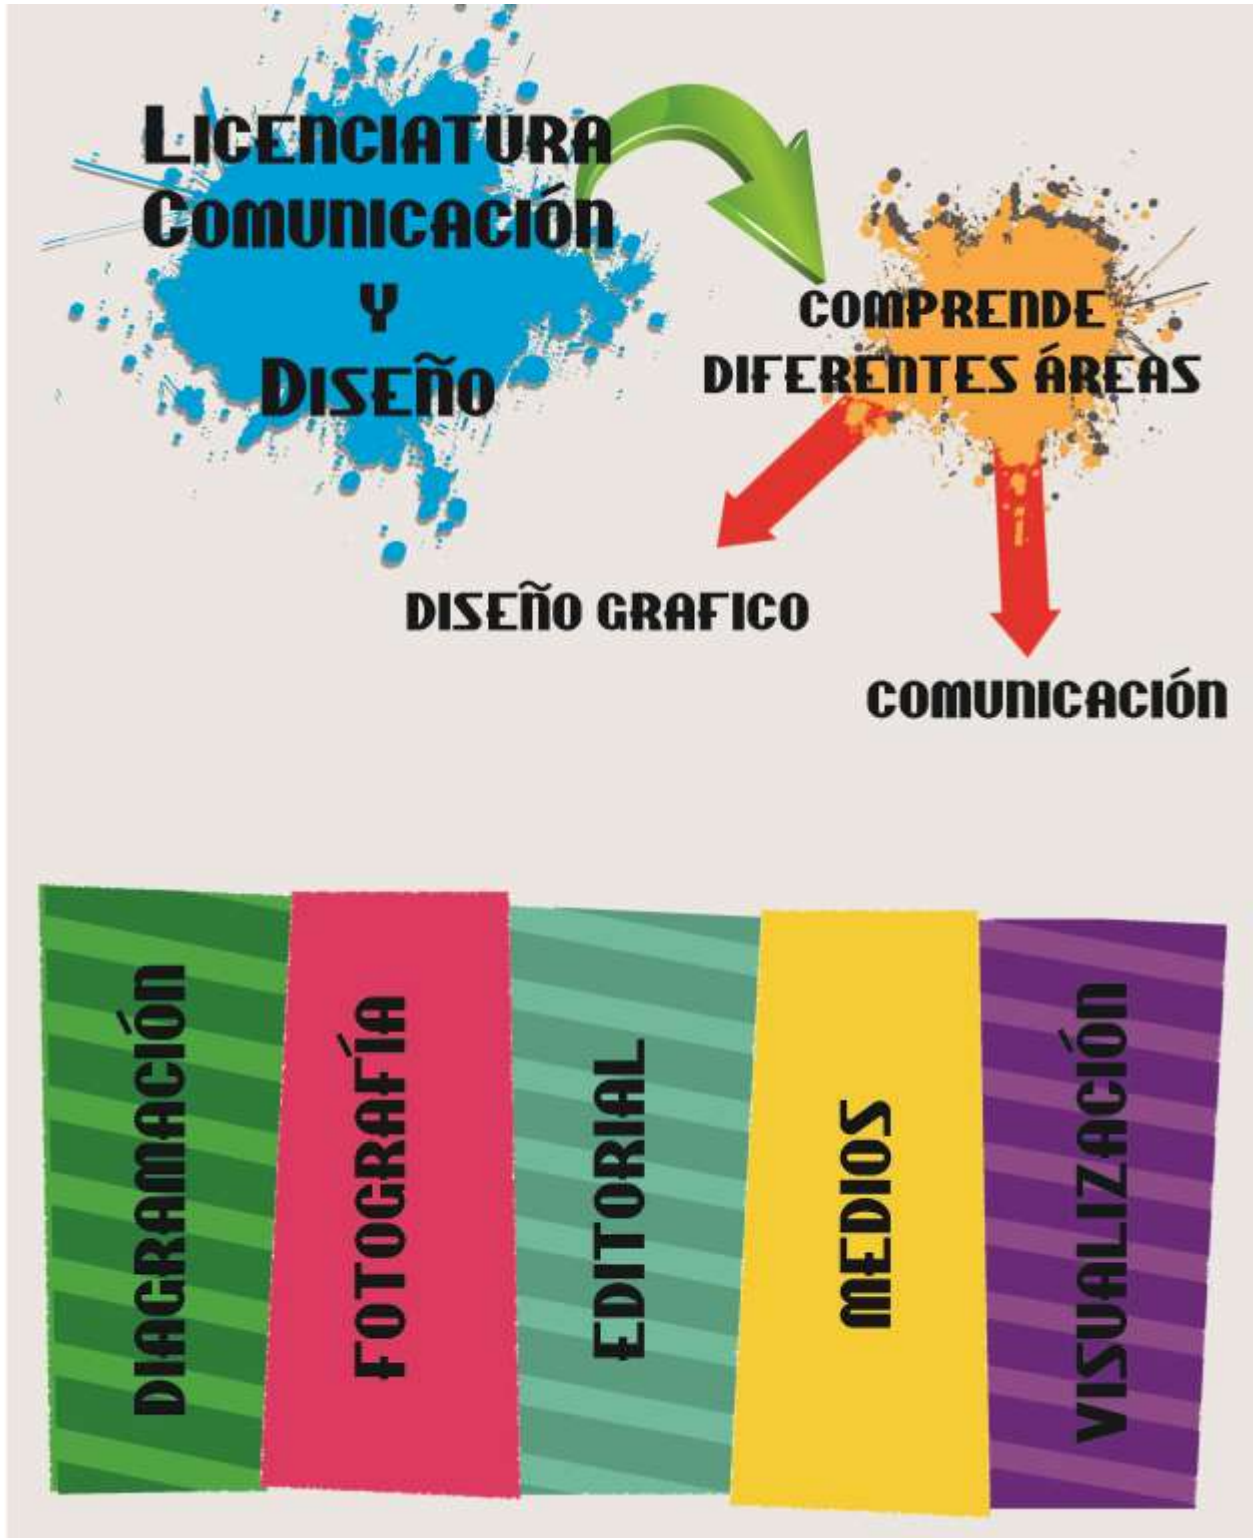 Licenciatura
Comunicación
y
Diseño
comprende
diferentes áreas
diseño grafico
comunicación
diagramación
fotografía
editorial
medios
visualización